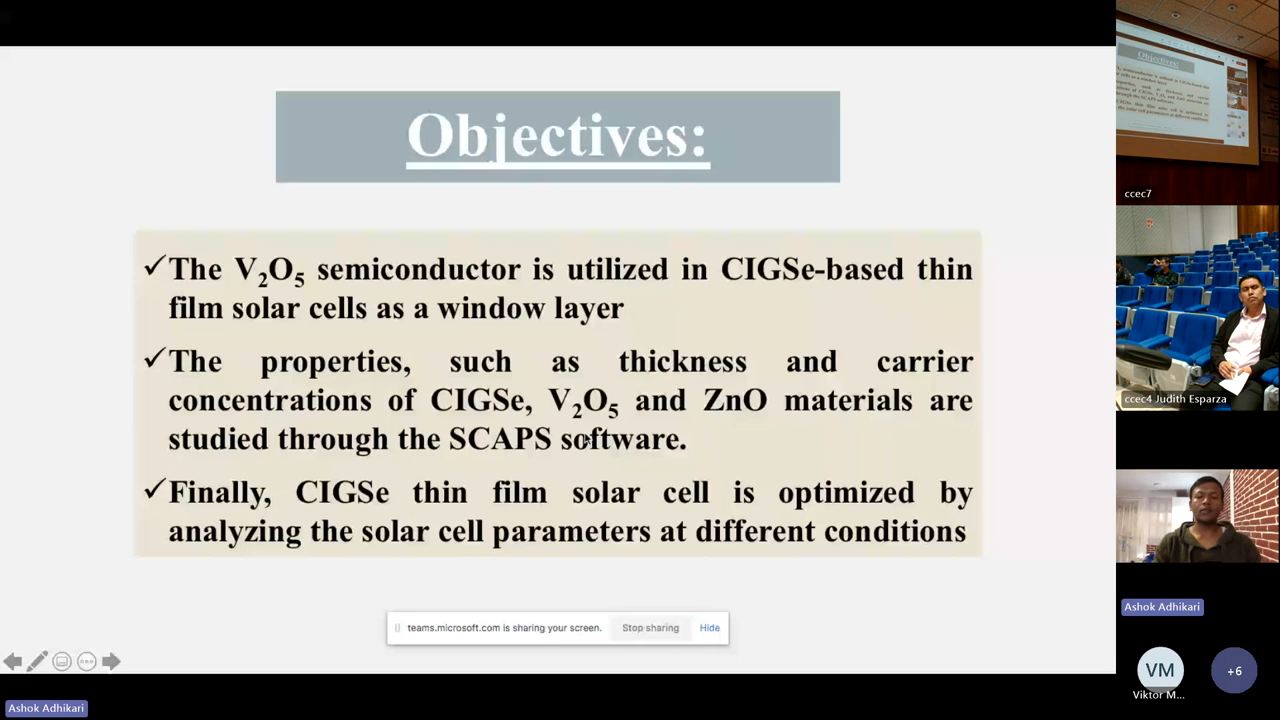 Objectives:
✓The V₂O₅ semiconductor is utilized in CIGSe-based thin
film solar cells as a window layer
✓The properties, such as thickness and carrier
concentrations of CIGSe, V₂O₅ and ZnO materials are
studied through the SCAPS software.
✓Finally, CIGSe thin film solar cell is optimized by
analyzing the solar cell parameters at different conditions
teams.microsoft.com is sharing your screen.
Stop sharing
Hide
Ashok Adhikari
Objectives:
ccec7
ccec4 Judith Esparza
Ashok Adhikari
VM
Viktor M...
+6